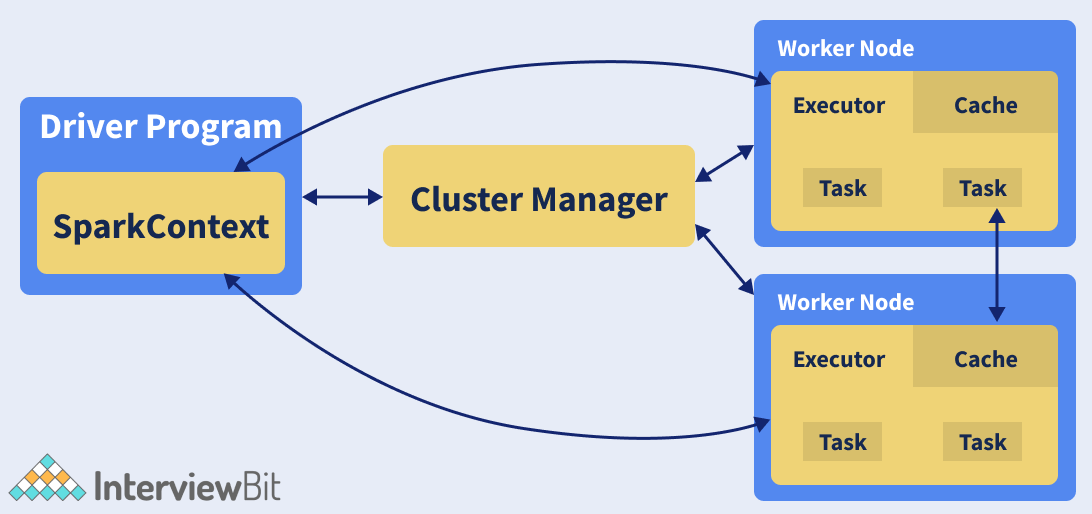 Driver Program
SparkContext
Cluster Manager
Worker Node
Executor
Cache
Task
Task
Worker Node
Executor
Cache
Task
Task
InterviewBit